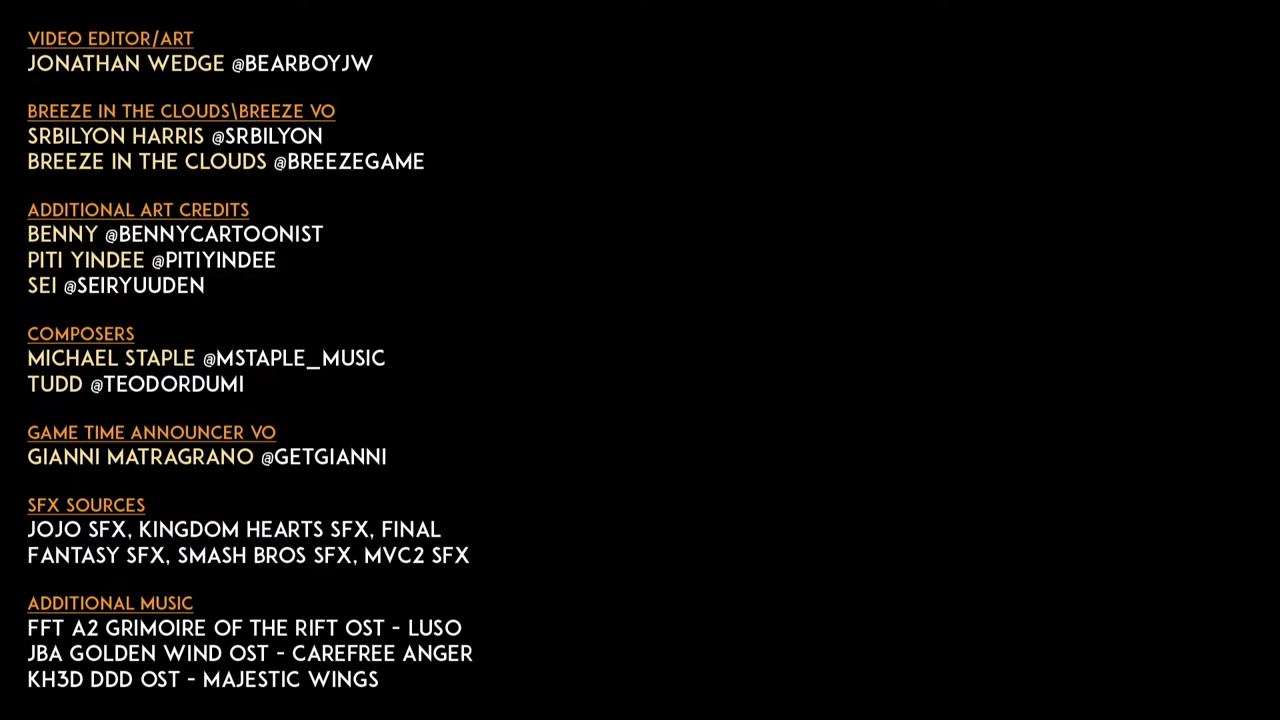 VIDEO EDITOR/ART
JONATHAN WEDGE @BEARBOYJW
BREEZE IN THE CLOUDS\BREEZE VO
SRBILYON HARRIS @SRBILYON
BREEZE IN THE CLOUDS @BREEZEGAME
ADDITIONAL ART CREDITS
BENNY @BENNYCARTOONIST
PITI YINDEE @PITIYINDEE
SEI @SEIRYUUDEN
COMPOSERS
MICHAEL STAPLE @MSTAPLE_MUSIC
TUDD @TEODORDUMI
GAME TIME ANNOUNCER VO
GIANNI MATRAGRANO @GETGIANNI
SFX SOURCES
JOJO SFX, KINGDOM HEARTS SFX, FINAL
FANTASY SFX, SMASH BROS SFX, MVC2 SFX
ADDITIONAL MUSIC
FFT A2 GRIMOIRE OF THE RIFT OST - LUSO
JBA GOLDEN WIND OST - CAREFREE ANGER
KH3D DDD OST - MAJESTIC WINGS